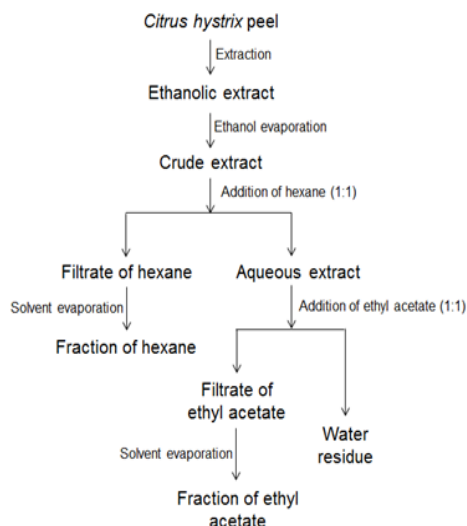 Citrus hystrix peel
Extraction
Ethanolic extract
Ethanol evaporation
Crude extract
Addition of hexane (1:1)
Filtrate of hexane
Aqueous extract
Solvent evaporation
Addition of ethyl acetate (1:1)
Fraction of hexane
Filtrate of
ethyl acetate
Water
residue
Solvent evaporation
Fraction of ethyl
acetate